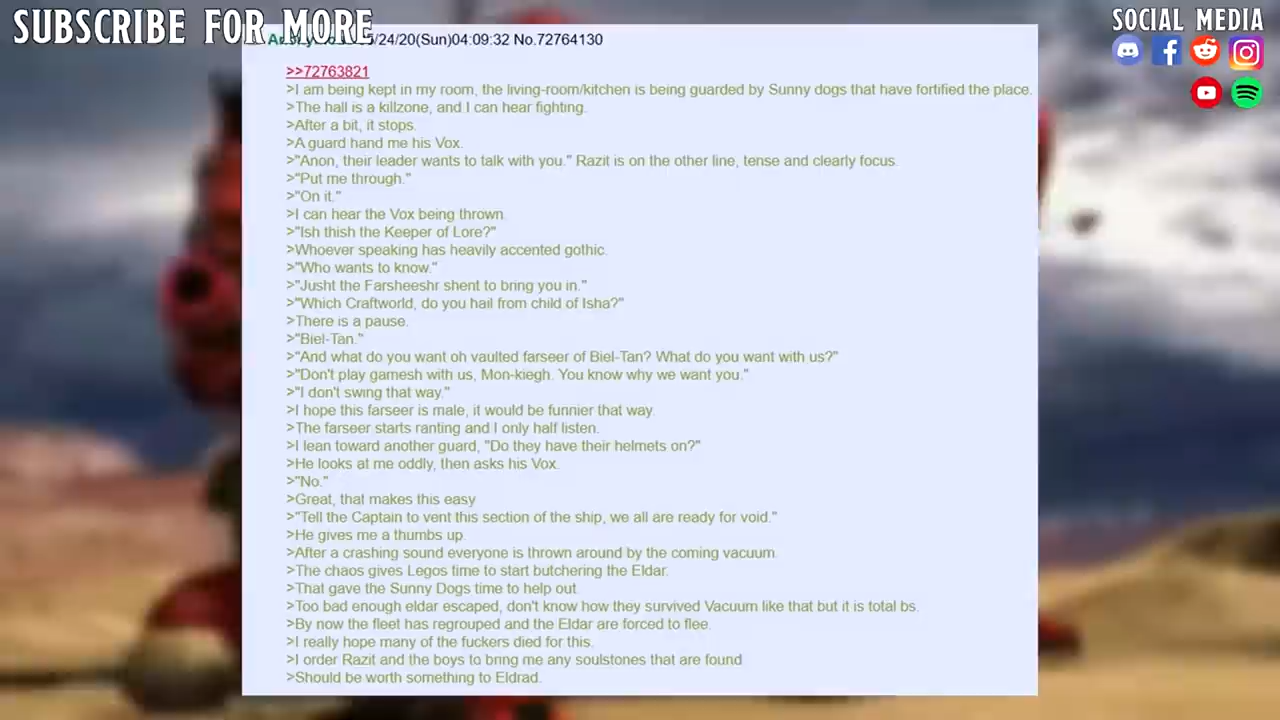 SUBSCRIBE FOR MORE
SOCIAL MEDIA
/24/20(Sun)04:09:32 No.72764130
>>72763821
>I am being kept in my room, the living-room/kitchen is being guarded by Sunny dogs that have fortified the place.
>The hall is a killzone, and I can hear fighting.
>After a bit, it stops.
>A guard hand me his Vox.
>"Anon, their leader wants to talk with you." Razit is on the other line, tense and clearly focus.
>"Put me through."
>"On it."
>I can hear the Vox being thrown.
>"Ish thish the Keeper of Lore?"
>Whoever speaking has heavily accented gothic.
>"Who wants to know."
>"Jusht the Farsheeshr shent to bring you in."
>"Which Craftworld, do you hail from child of Isha?"
>There is a pause.
>"Biel-Tan."
>"And what do you want oh vaulted farseer of Biel-Tan? What do you want with us?"
>"Don't play gamesh with us, Mon-kiegh. You know why we want you."
>"I don't swing that way."
>I hope this farseer is male, it would be funnier that way.
>The farseer starts ranting and I only half listen.
>I lean toward another guard, "Do they have their helmets on?"
>He looks at me oddly, then asks his Vox.
>"No."
>Great, that makes this easy
>"Tell the Captain to vent this section of the ship, we all are ready for void."
>He gives me a thumbs up.
>After a crashing sound everyone is thrown around by the coming vacuum.
>The chaos gives Legos time to start butchering the Eldar.
>That gave the Sunny Dogs time to help out.
>Too bad enough eldar escaped, don't know how they survived Vacuum like that but it is total bs.
>By now the fleet has regrouped and the Eldar are forced to flee.
>I really hope many of the fuckers died for this.
>I order Razit and the boys to bring me any soulstones that are found.
>Should be worth something to Eldrad.